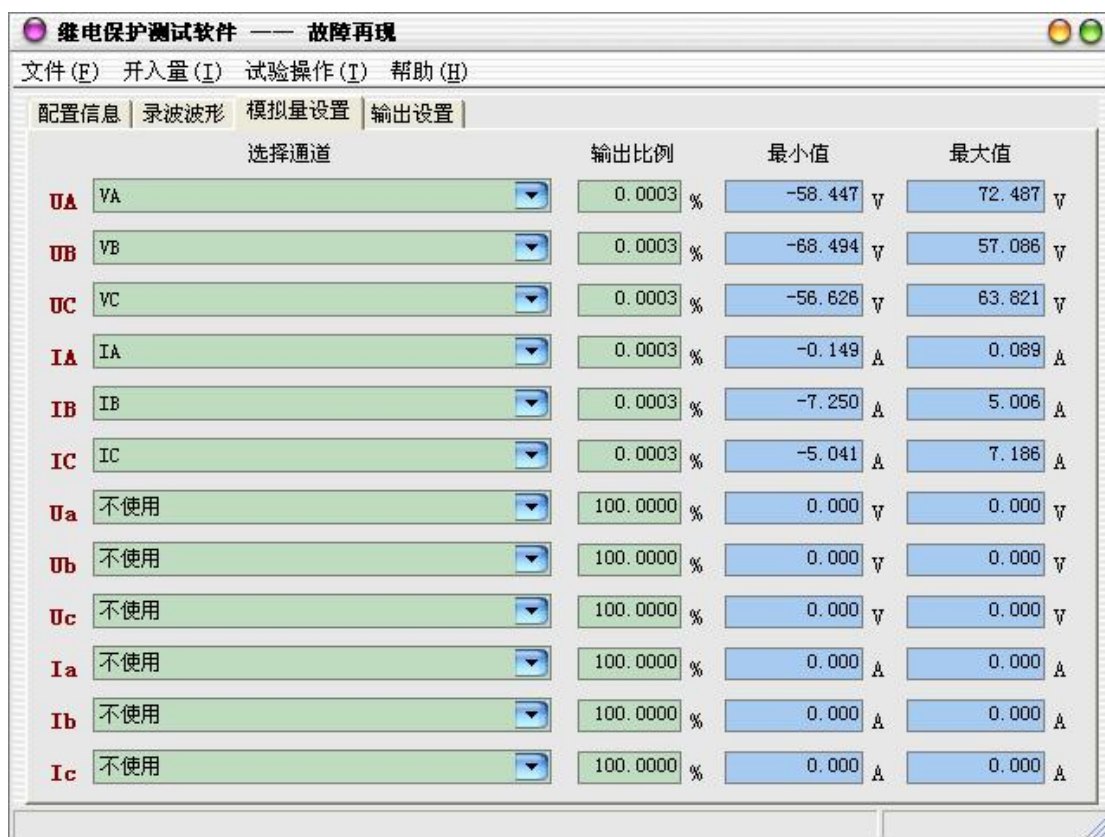 继电保护测试软件 —— 故障再现
文件(F) 开入量(I) 试验操作(T) 帮助(H)
配置信息 录波波形 模拟量设置 输出设置
选择通道 输出比例 最小值 最大值
UA VA 0.0003 % -58.447 V 72.487 V
UB VB 0.0003 % -68.494 V 57.086 V
UC VC 0.0003 % -56.626 V 63.821 V
IA IA 0.0003 % -0.149 A 0.089 A
IB IB 0.0003 % -7.250 A 5.006 A
IC IC 0.0003 % -5.041 A 7.186 A
Ua 不使用 100.0000 % 0.000 V 0.000 V
Ub 不使用 100.0000 % 0.000 V 0.000 V
Uc 不使用 100.0000 % 0.000 V 0.000 V
Ia 不使用 100.0000 % 0.000 A 0.000 A
Ib 不使用 100.0000 % 0.000 A 0.000 A
Ic 不使用 100.0000 % 0.000 A 0.000 A